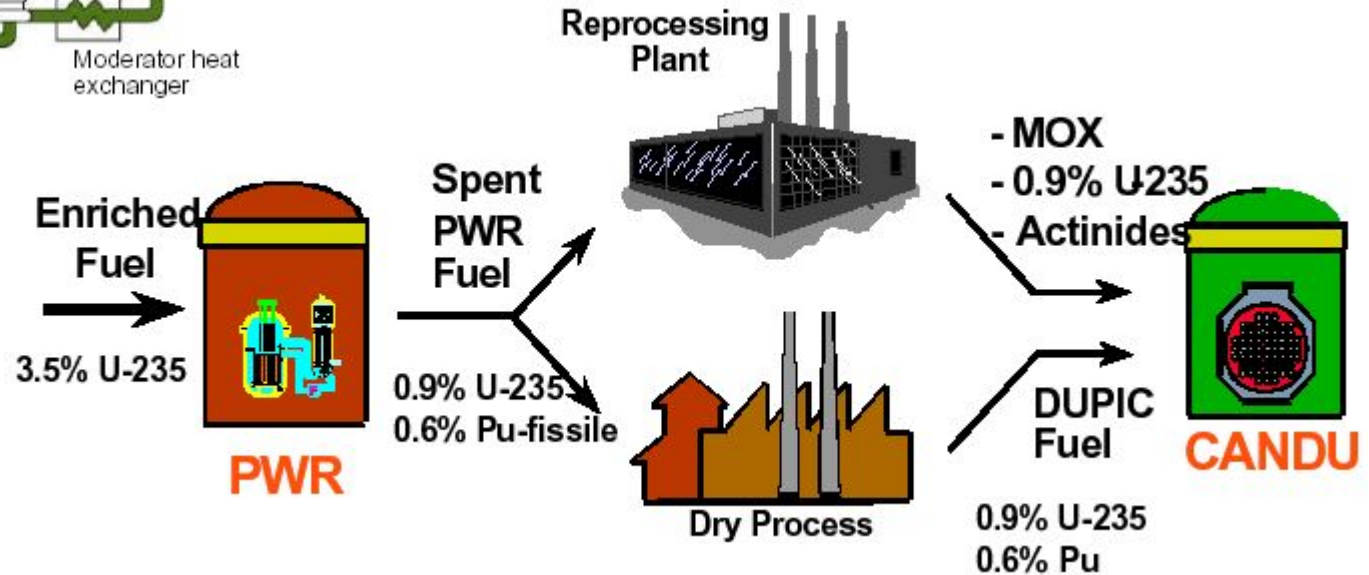 Moderator heat
exchanger
Reprocessing
Plant
Enriched
Fuel
3.5% U-235
PWR
Spent
PWR
Fuel
0.9% U-235
0.6% Pu-fissile
Dry Process
- MOX
- 0.9% U-235
- Actinides
DUPIC
Fuel
0.9% U-235
0.6% Pu
CANDU